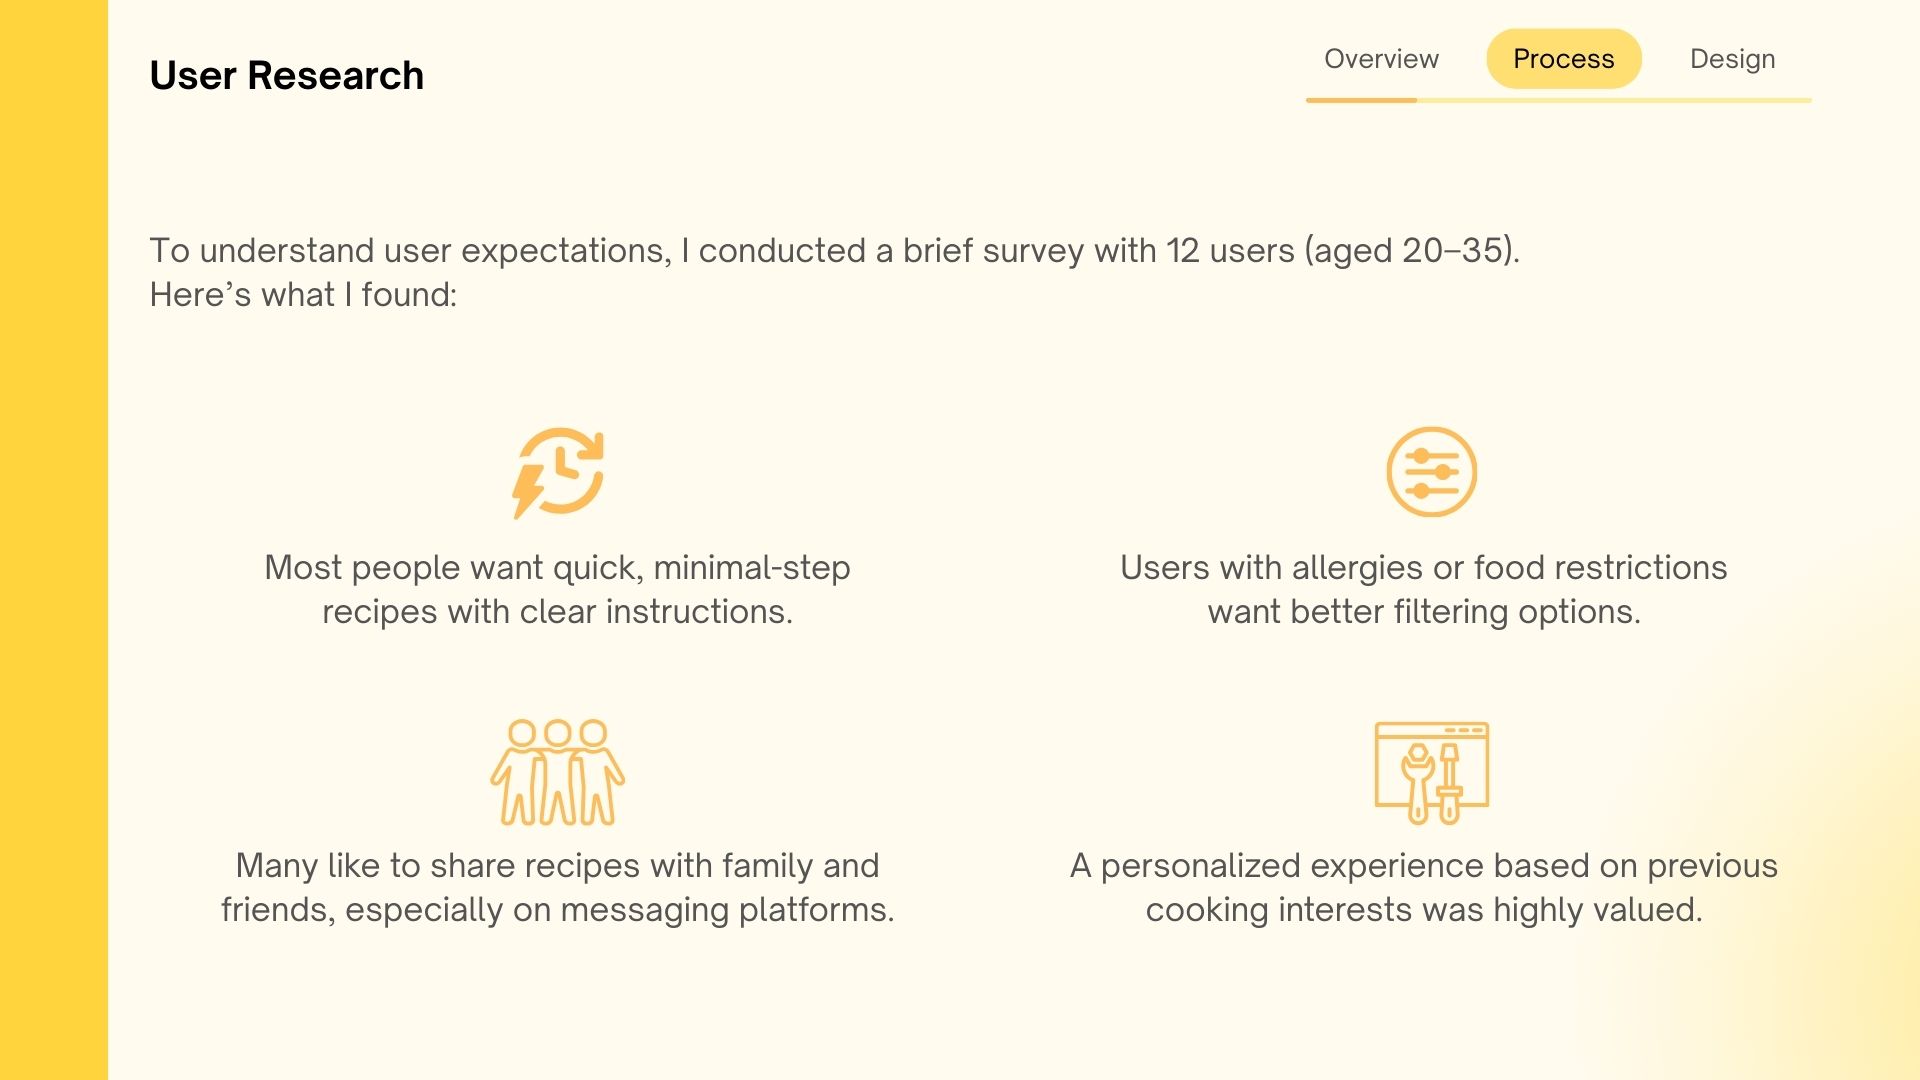 User Research
Overview
Process
Design
To understand user expectations, I conducted a brief survey with 12 users (aged 20–35).
Here’s what I found:
Most people want quick, minimal-step
recipes with clear instructions.
Users with allergies or food restrictions
want better filtering options.
Many like to share recipes with family and
friends, especially on messaging platforms.
A personalized experience based on previous
cooking interests was highly valued.